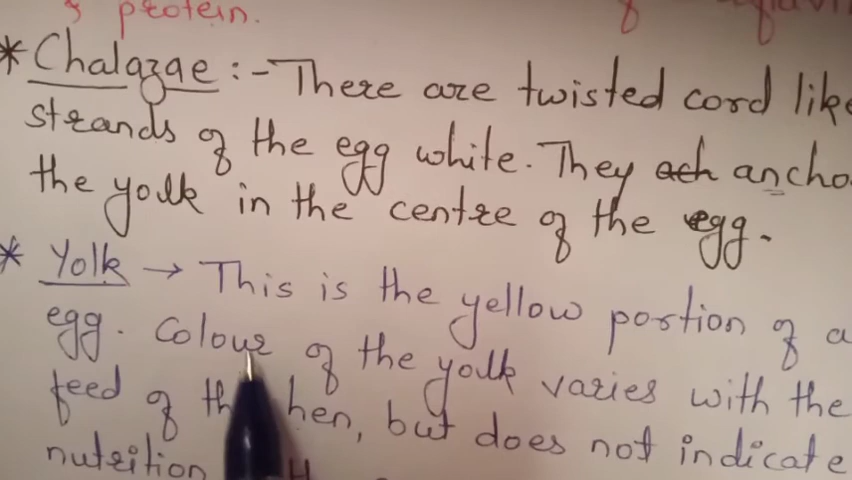 protein.
* Chalazae :- There are twisted cord like
strands of the egg white. They ach ancho
the yolk in the centre of the egg.
* Yolk → This is the yellow portion of a
egg. Colour of the yolk varies with the
feed of the hen, but does not indicate
nutrition